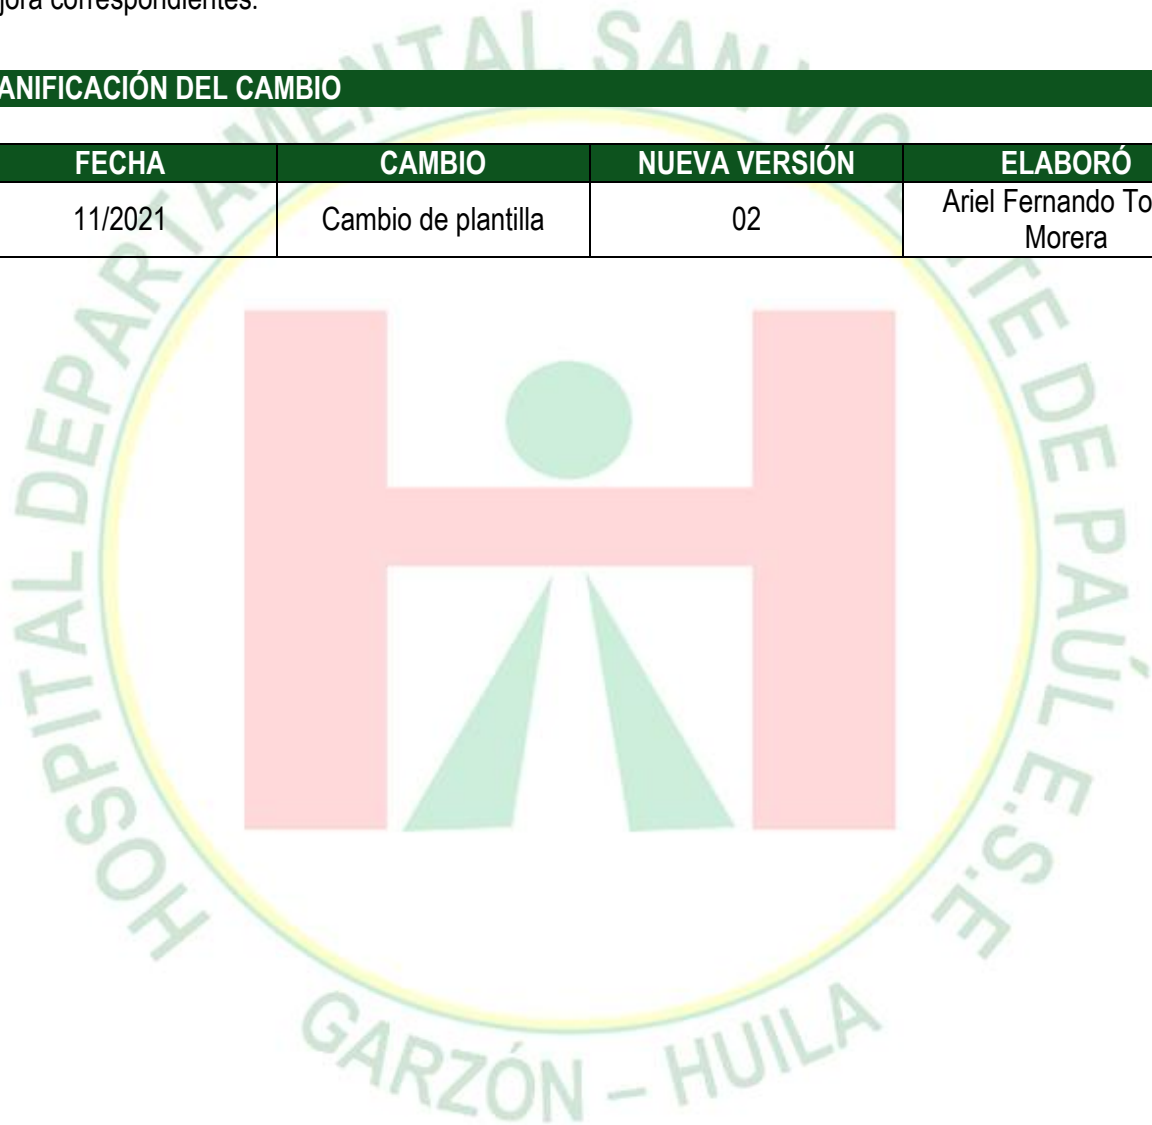 jora correspondientes.
ANIFICACIÓN DEL CAMBIO
FECHA CAMBIO NUEVA VERSIÓN ELABORÓ
11/2021 Cambio de plantilla 02 Ariel Fernando To
Morera
HOSPITAL DEPARTAMENTAL SAN VICENTE DE PAÚL E.S.E
GARZÓN – HUILA